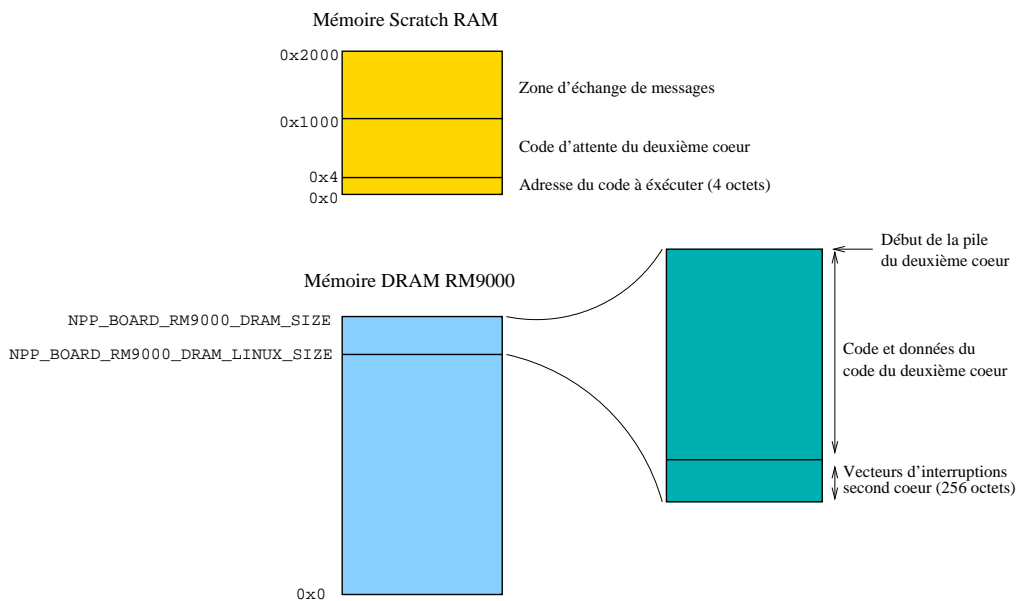 Mémoire Scratch RAM
0x2000
Zone d'échange de messages
0x1000
Code d'attente du deuxième coeur
0x4
Adresse du code à éxécuter (4 octets)
0x0
Début de la pile
du deuxième coeur
Mémoire DRAM RM9000
NPP_BOARD_RM9000_DRAM_SIZE
NPP_BOARD_RM9000_DRAM_LINUX_SIZE
Code et données du
code du deuxième coeur
Vecteurs d'interruptions
second coeur (256 octets)
0x0